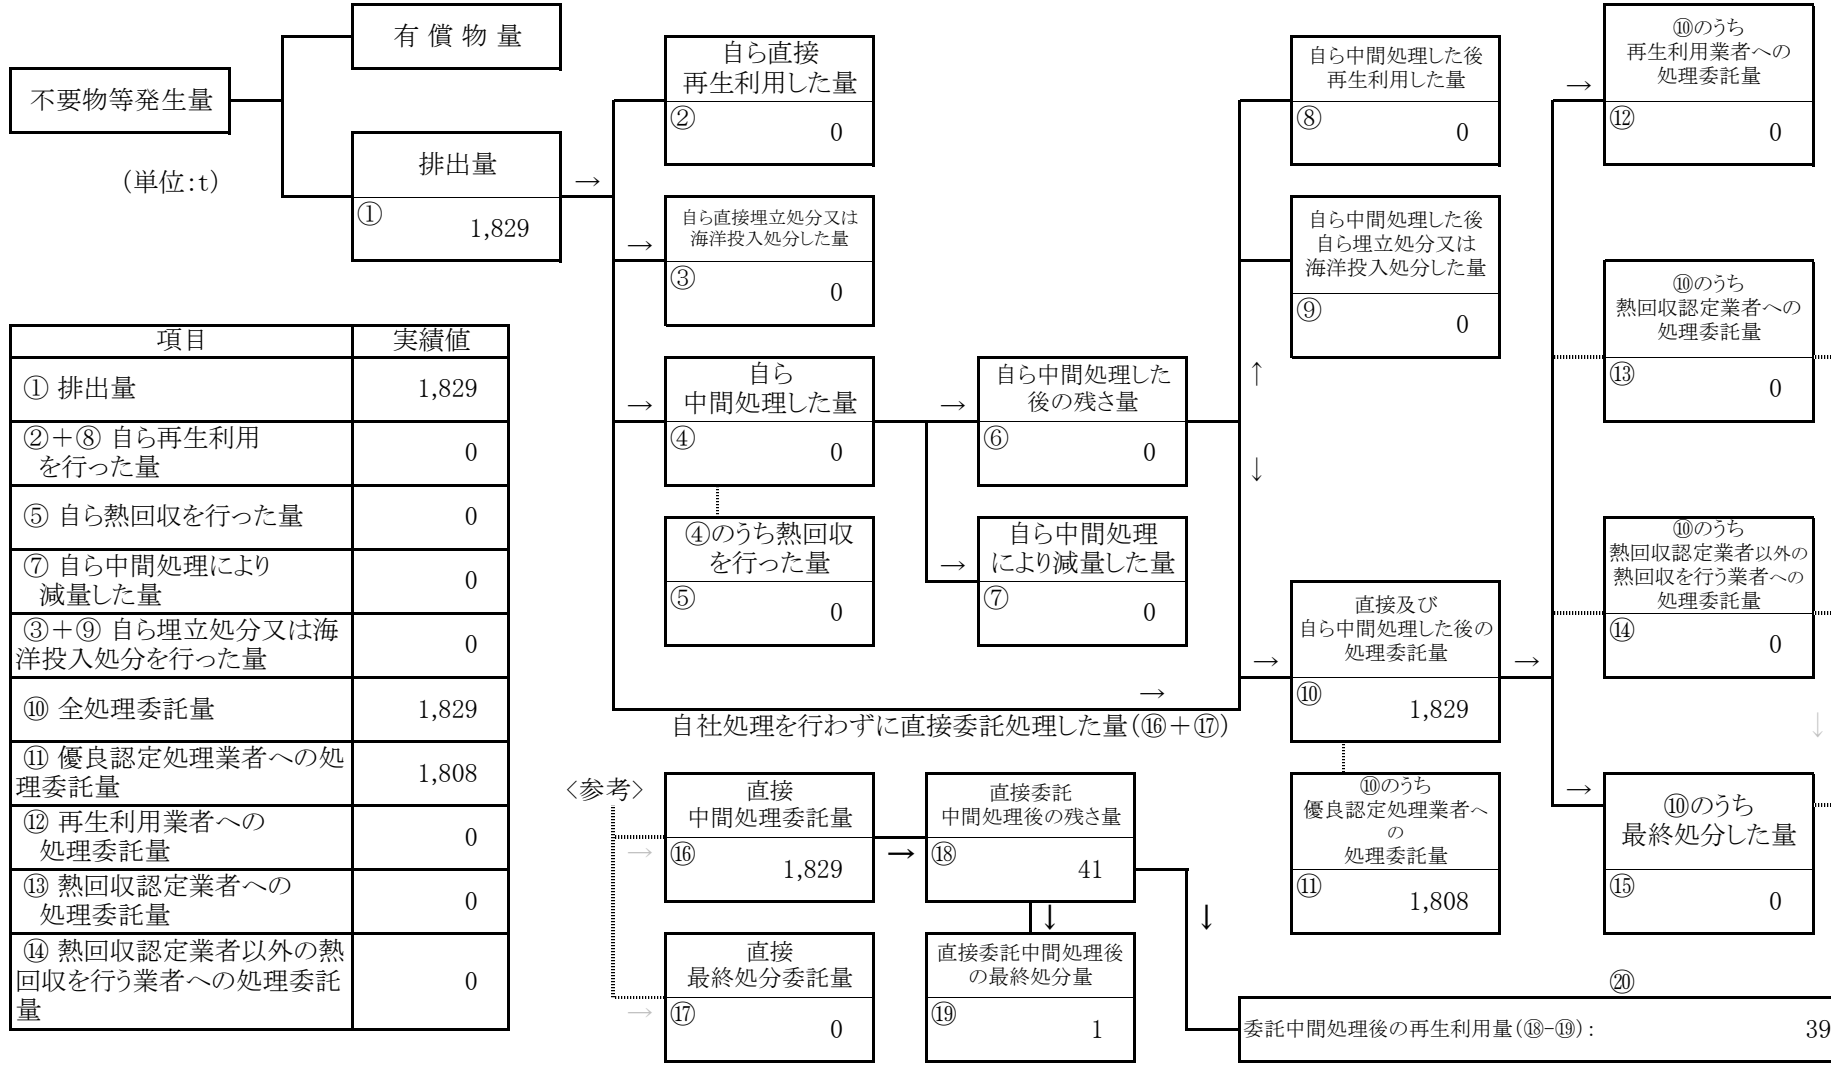 不要物等発生量
(単位:t)
有 償 物 量
排出量
① 1,829
→
自ら直接
再生利用した量
② 0
→
自ら直接埋立処分又は
海洋投入処分した量
③ 0
→
自ら
中間処理した量
④ 0
④のうち熱回収
を行った量
⑤ 0
→
自ら中間処理した
後の残さ量
⑥ 0
→
自ら中間処理
により減量した量
⑦ 0
→
自社処理を行わずに直接委託処理した量(⑯+⑰)
自ら中間処理した後
再生利用した量
⑧ 0
自ら中間処理した後
自ら埋立処分又は
海洋投入処分した量
⑨ 0
↑
↓
→
直接及び
自ら中間処理した後の
処理委託量
⑩ 1,829
⑩のうち
優良認定処理業者へ
の
処理委託量
⑪ 1,808
→
→
⑩のうち
再生利用業者への
処理委託量
⑫ 0
⑩のうち
熱回収認定業者への
処理委託量
⑬ 0
⑩のうち
熱回収認定業者以外の
熱回収を行う業者への
処理委託量
⑭ 0
↓
→
⑩のうち
最終処分した量
⑮ 0
項目 実績値
① 排出量 1,829
②+⑧ 自ら再生利用
を行った量 0
⑤ 自ら熱回収を行った量 0
⑦ 自ら中間処理により
減量した量 0
③+⑨ 自ら埋立処分又は海
洋投入処分を行った量 0
⑩ 全処理委託量 1,829
⑪ 優良認定処理業者への処
理委託量 1,808
⑫ 再生利用業者への
処理委託量 0
⑬ 熱回収認定業者への
処理委託量 0
⑭ 熱回収認定業者以外の熱
回収を行う業者への処理委託
量 0
〈参考〉
→
直接
中間処理委託量
⑯ 1,829
→
直接
最終処分委託量
⑰ 0
→
直接委託
中間処理後の残さ量
⑱ 41
↓
直接委託中間処理後
の最終処分量
⑲ 1
↓
⑳
委託中間処理後の再生利用量(⑱-⑲): 39